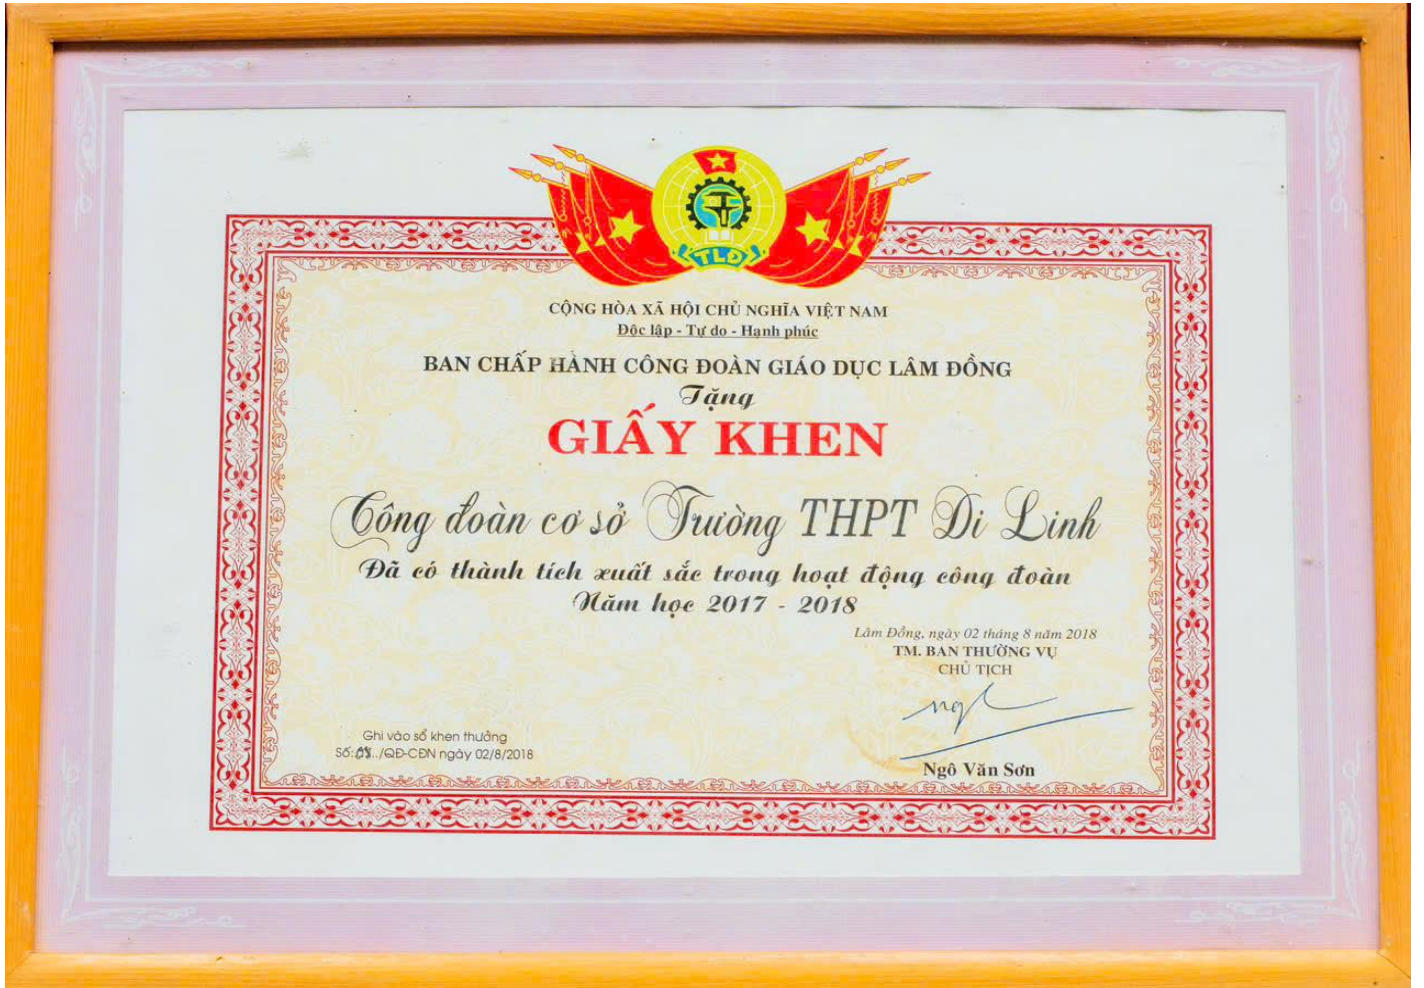 TLĐ
CỘNG HÒA XÃ HỘI CHỦ NGHĨA VIỆT NAM
Độc lập - Tự do - Hạnh phúc
BAN CHẤP HÀNH CÔNG ĐOÀN GIÁO DỤC LÂM ĐỒNG
Tặng
GIẤY KHEN
Công đoàn cơ sở Trường THPT Di Linh
Đã có thành tích xuất sắc trong hoạt động công đoàn
Năm học 2017 - 2018
Lâm Đồng, ngày 02 tháng 8 năm 2018
TM. BAN THƯỜNG VỤ
CHỦ TỊCH
Ghi vào sổ khen thưởng
Số: /QĐ-CĐN ngày 02/8/2018
Ngô Văn Sơn